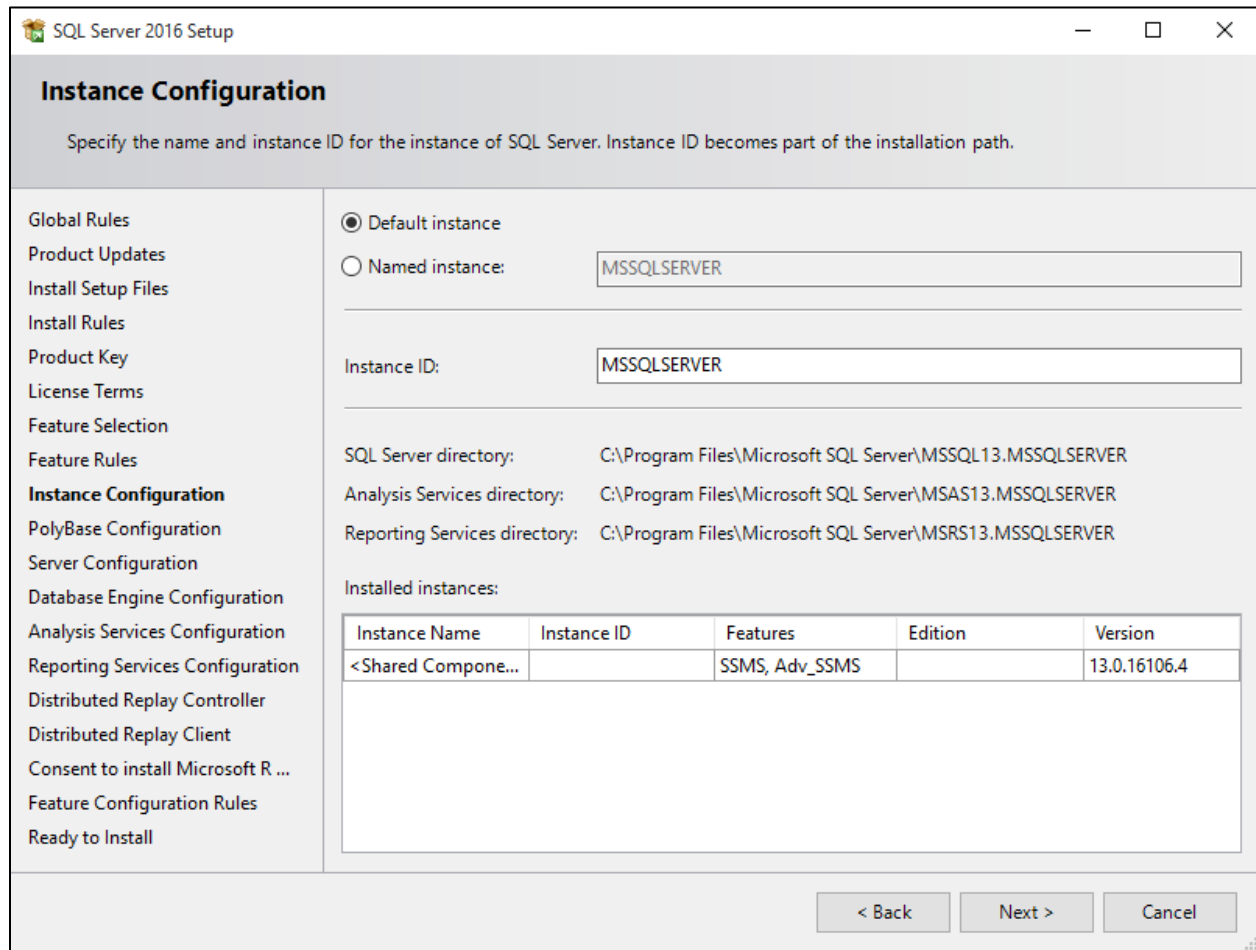 SQL Server 2016 Setup
Instance Configuration
Specify the name and instance ID for the instance of SQL Server. Instance ID becomes part of the installation path.
Global Rules
Product Updates
Install Setup Files
Install Rules
Product Key
License Terms
Feature Selection
Feature Rules
Instance Configuration
PolyBase Configuration
Server Configuration
Database Engine Configuration
Analysis Services Configuration
Reporting Services Configuration
Distributed Replay Controller
Distributed Replay Client
Consent to install Microsoft R ...
Feature Configuration Rules
Ready to Install
Default instance
Named instance: MSSQLSERVER
Instance ID: MSSQLSERVER
SQL Server directory: C:\Program Files\Microsoft SQL Server\MSSQL13.MSSQLSERVER
Analysis Services directory: C:\Program Files\Microsoft SQL Server\MSAS13.MSSQLSERVER
Reporting Services directory: C:\Program Files\Microsoft SQL Server\MSRS13.MSSQLSERVER
Installed instances:
Instance Name Instance ID Features Edition Version
<Shared Compone... SSMS, Adv_SSMS 13.0.16106.4
< Back Next > Cancel